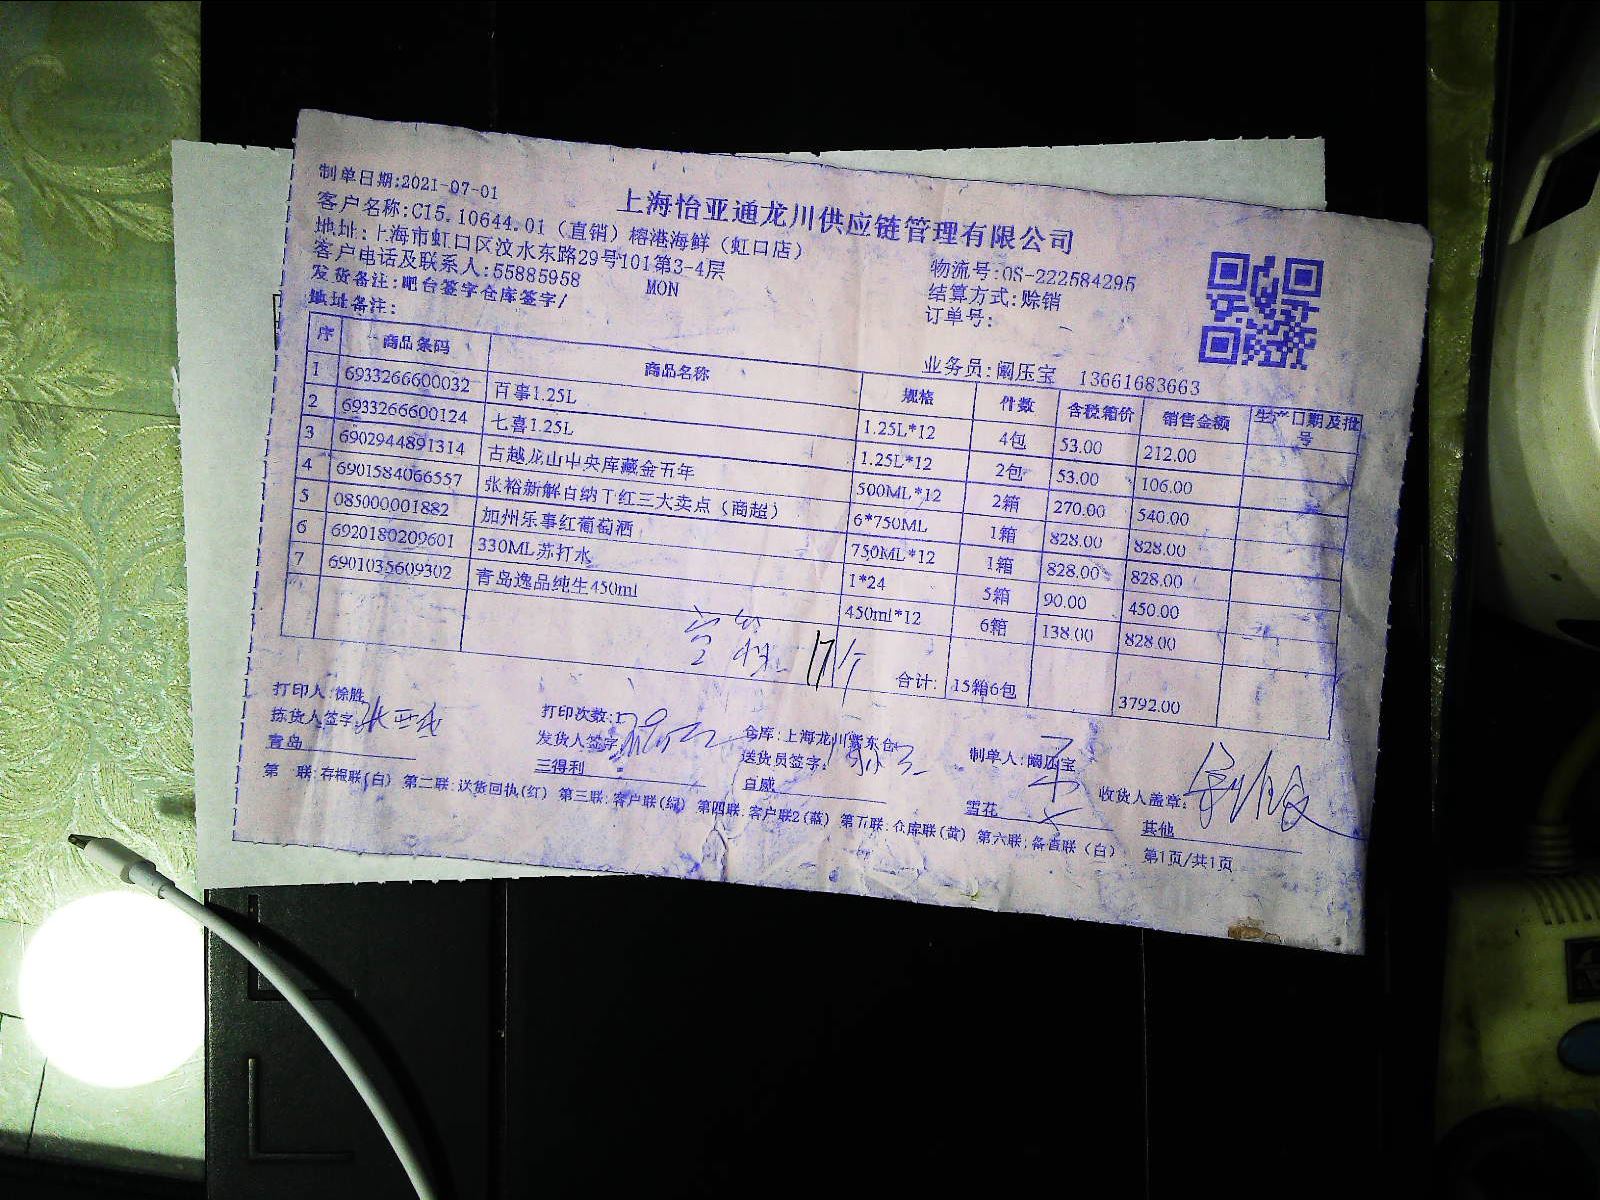 制单日期:2021-07-01
上海怡亚通龙川供应链管理有限公司
客户名称:C15.10644.01（直销）榕港海鲜（虹口店）
地址:上海市虹口区汶水东路29号101第3-4层
客户电话及联系人:55885958 MON
发货备注:吧台签字仓库签字/
地址备注:
物流号:OS-222584295
结算方式:赊销
订单号:
业务员:阚压宝 13661683663
序 商品条码 商品名称 规格 件数 含税箱价 销售金额 生产日期及批号
1 6933266600032 百事1.25L 1.25L*12 4包 53.00 212.00
2 6933266600124 七喜1.25L 1.25L*12 2包 53.00 106.00
3 6902944891314 古越龙山中央库藏金五年 500ML*12 2箱 270.00 540.00
4 6901584066557 张裕新解百纳干红三大卖点（商超） 6*750ML 1箱 828.00 828.00
5 085000001882 加州乐事红葡萄酒 750ML*12 1箱 828.00 828.00
6 6920180209601 330ML苏打水 1*24 5箱 90.00 450.00
7 6901035609302 青岛逸品纯生450ml 450ml*12 6箱 138.00 828.00
17个
合计: 15箱6包 3792.00
打印人:徐胜 打印次数:1 仓库:上海龙川紫东仓 制单人:阚压宝
拣货人签字: 发货人签字: 送货员签字: 收货人盖章:
青岛 三得利 百威 雪花 其他
第一联:存根联(白) 第二联:送货回执(红) 第三联:客户联(绿) 第四联:客户联2(蓝) 第五联:仓库联(黄) 第六联:备查联(白) 第1页/共1页